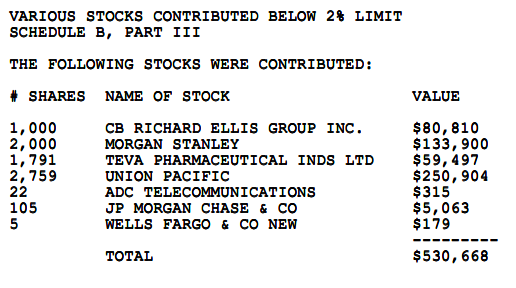 VARIOUS STOCKS CONTRIBUTED BELOW 2% LIMIT
SCHEDULE B, PART III
THE FOLLOWING STOCKS WERE CONTRIBUTED:
# SHARES NAME OF STOCK VALUE
1,000 CB RICHARD ELLIS GROUP INC. $80,810
2,000 MORGAN STANLEY $133,900
1,791 TEVA PHARMACEUTICAL INDS LTD $59,497
2,759 UNION PACIFIC $250,904
22 ADC TELECOMMUNICATIONS $315
105 JP MORGAN CHASE & CO $5,063
5 WELLS FARGO & CO NEW $179
---------
TOTAL $530,668